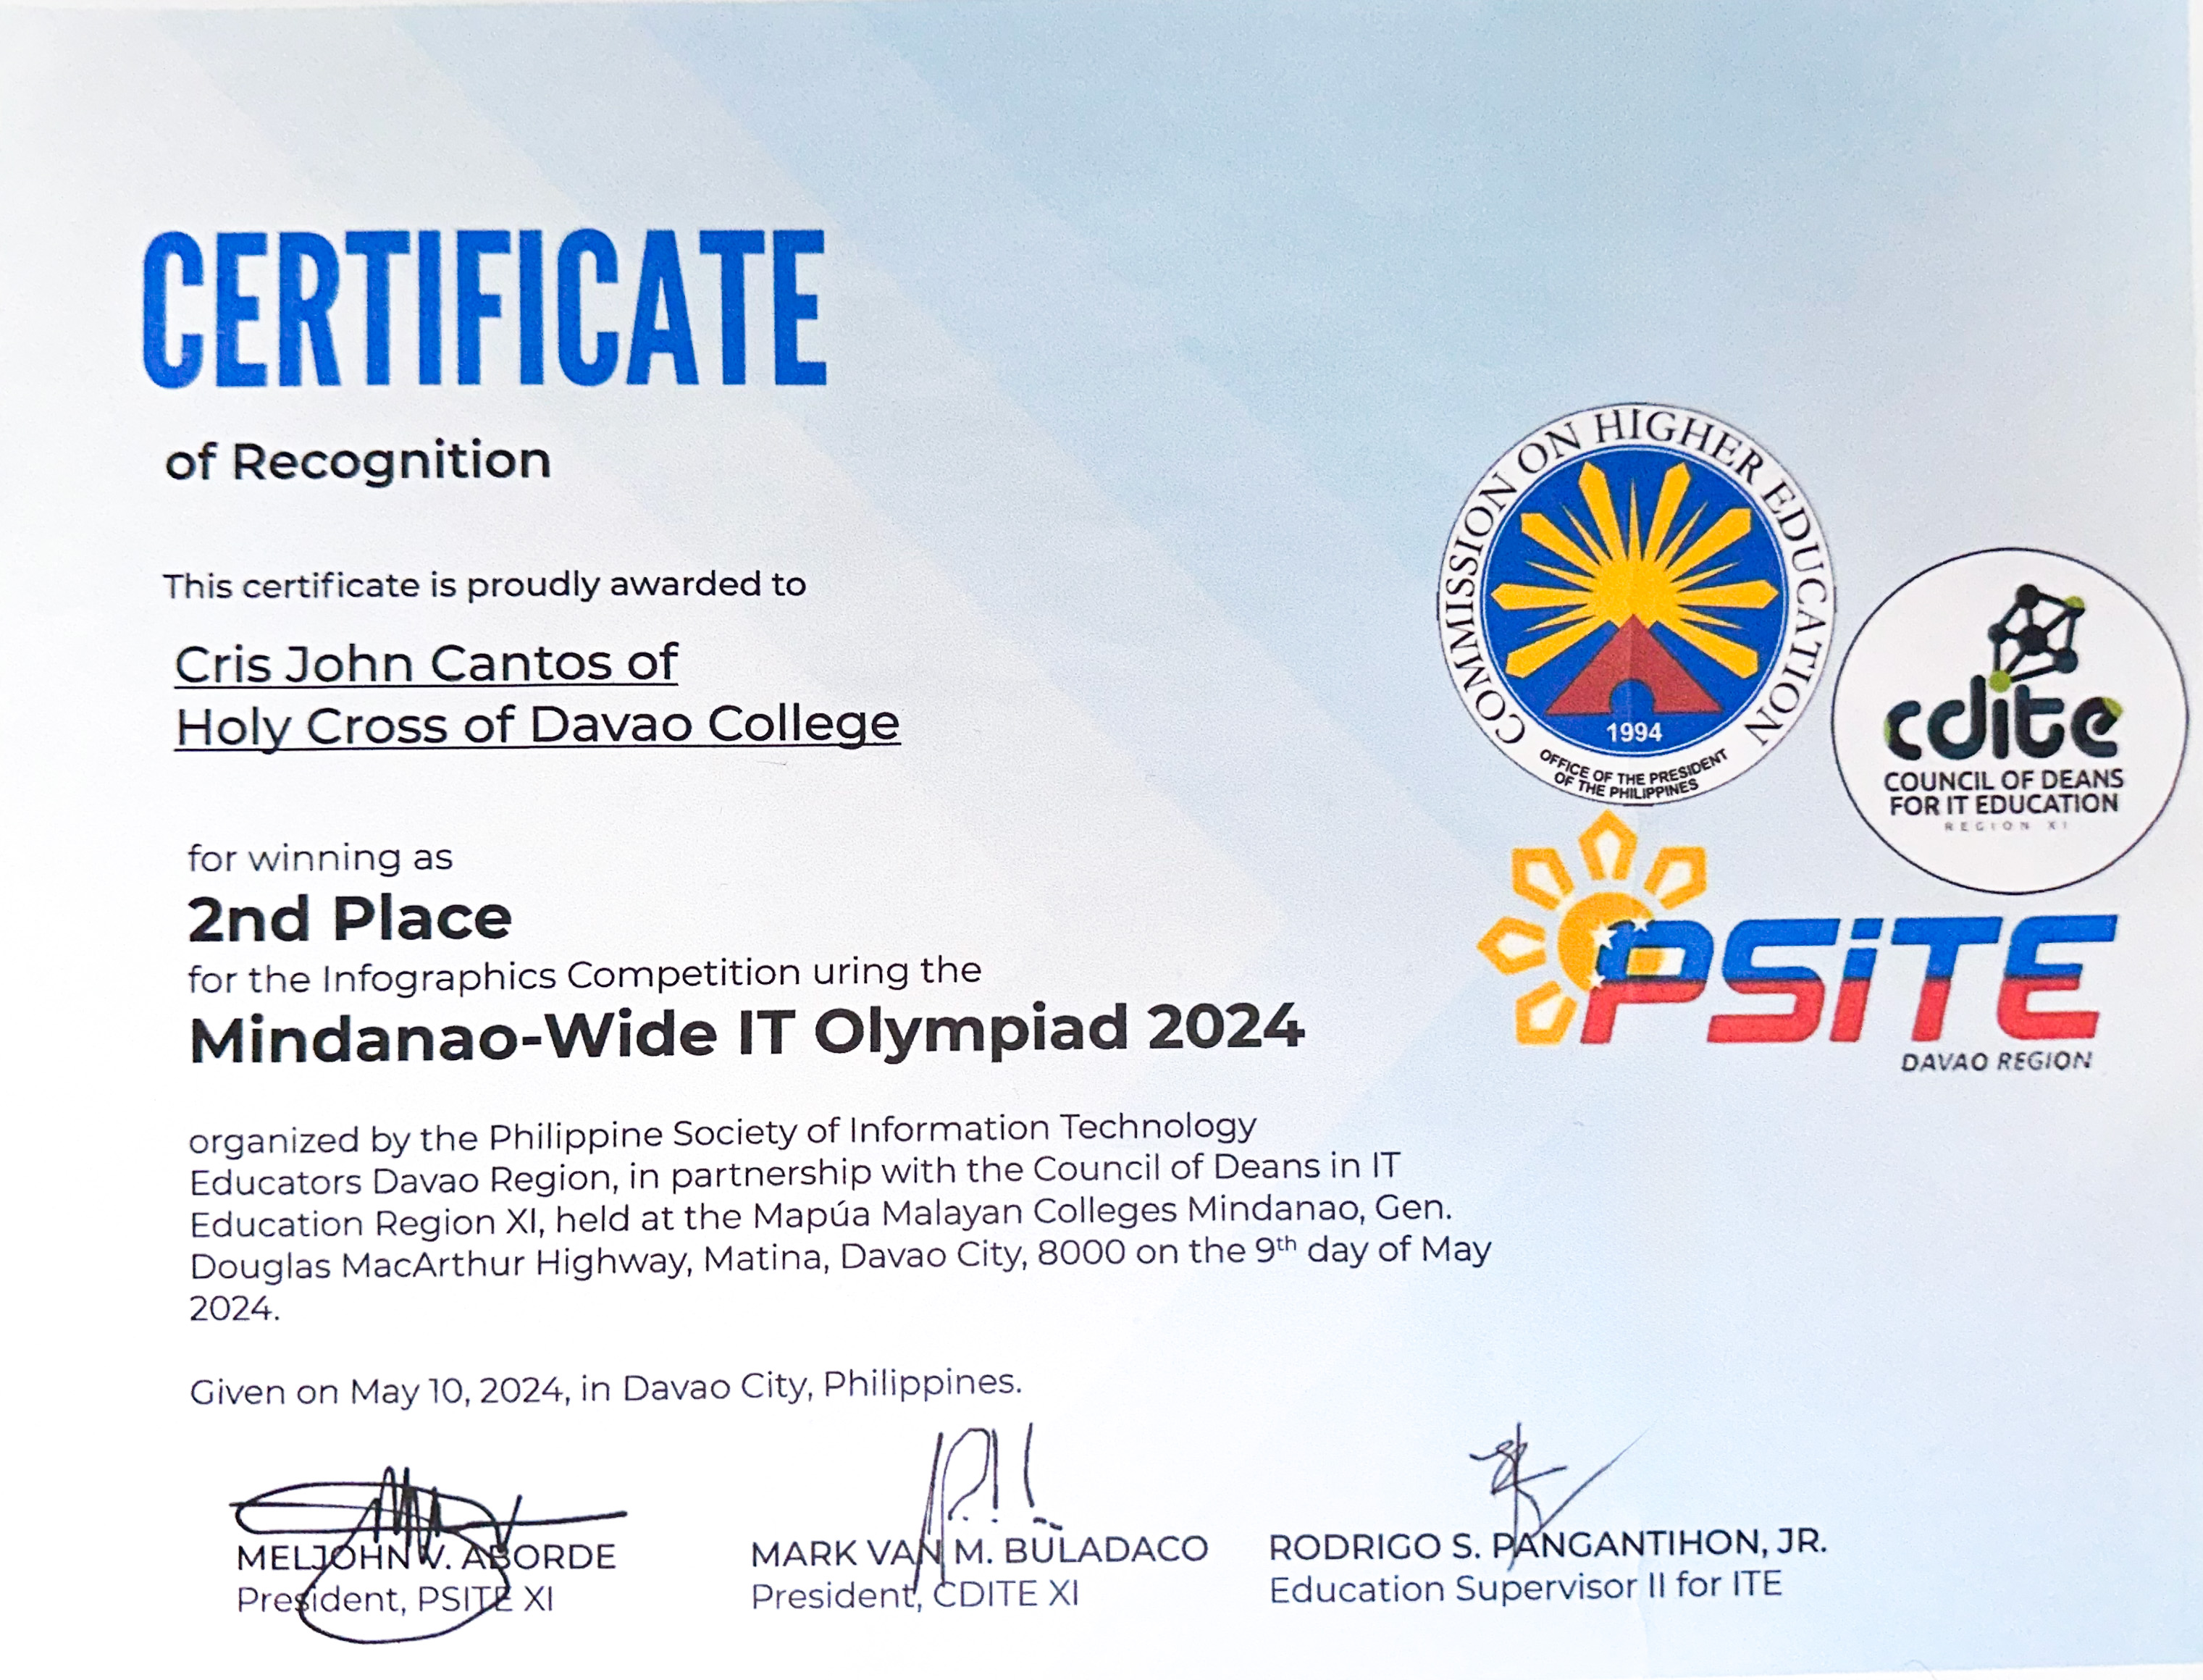 CERTIFICATE
of Recognition
This certificate is proudly awarded to
Cris John Cantos of
Holy Cross of Davao College
for winning as
2nd Place
for the Infographics Competition uring the
Mindanao-Wide IT Olympiad 2024
organized by the Philippine Society of Information Technology
Educators Davao Region, in partnership with the Council of Deans in IT
Education Region XI, held at the Mapúa Malayan Colleges Mindanao, Gen.
Douglas MacArthur Highway, Matina, Davao City, 8000 on the 9th day of May
2024.
Given on May 10, 2024, in Davao City, Philippines.
MELJOHN V. ABORDE
President, PSITE XI
MARK VAN M. BULADACO
President, CDITE XI
RODRIGO S. PANGANTIHON, JR.
Education Supervisor II for ITE
COMMISSION ON HIGHER EDUCATION
1994
OFFICE OF THE PRESIDENT
OF THE PHILIPPINES
cdite
COUNCIL OF DEANS
FOR IT EDUCATION
REGION XI
PSiTE
DAVAO REGION